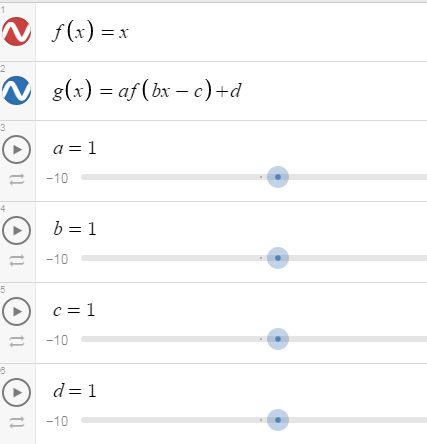 1
f(x) = x
2
g(x) = af(bx − c)+d
3
a = 1
−10
4
b = 1
−10
5
c = 1
−10
6
d = 1
−10